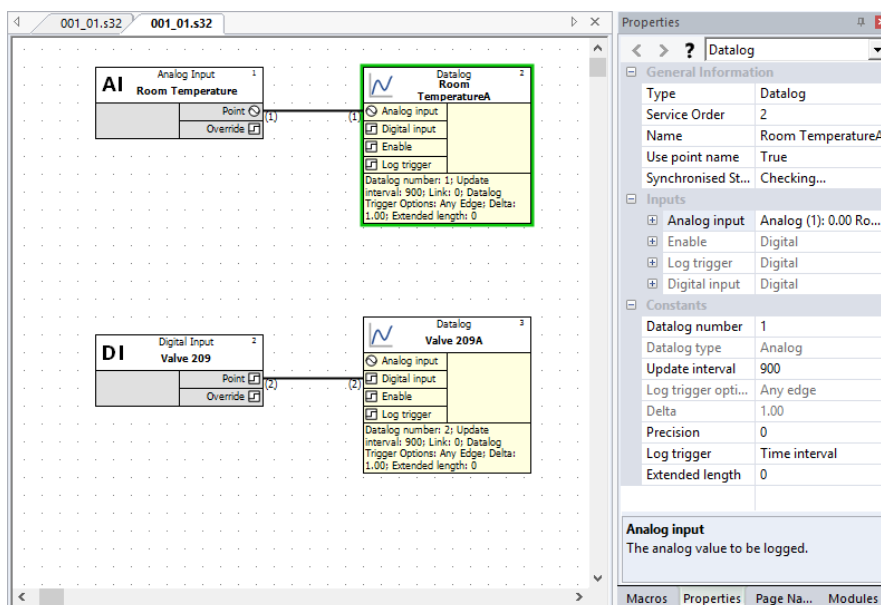 001_01.s32
001_01.s32
Analog Input 1
AI
Room Temperature
Point
(1)
Override
Datalog 2
Room
TemperatureA
(1)
Analog input
Digital input
Enable
Log trigger
Datalog number: 1; Update
interval: 900; Link: 0; Datalog
Trigger Options: Any Edge; Delta:
1.00; Extended length: 0
Digital Input 2
DI
Valve 209
Point
(2)
Override
Datalog 3
Valve 209A
Analog input
(2)
Digital input
Enable
Log trigger
Datalog number: 2; Update
interval: 900; Link: 0; Datalog
Trigger Options: Any Edge; Delta:
1.00; Extended length: 0
Properties
? Datalog
General Information
Type Datalog
Service Order 2
Name Room TemperatureA
Use point name True
Synchronised St... Checking...
Inputs
Analog input Analog (1): 0.00 Ro...
Enable Digital
Log trigger Digital
Digital input Digital
Constants
Datalog number 1
Datalog type Analog
Update interval 900
Log trigger opti... Any edge
Delta 1.00
Precision 0
Log trigger Time interval
Extended length 0
Analog input
The analog value to be logged.
Macros Properties Page Na... Modules